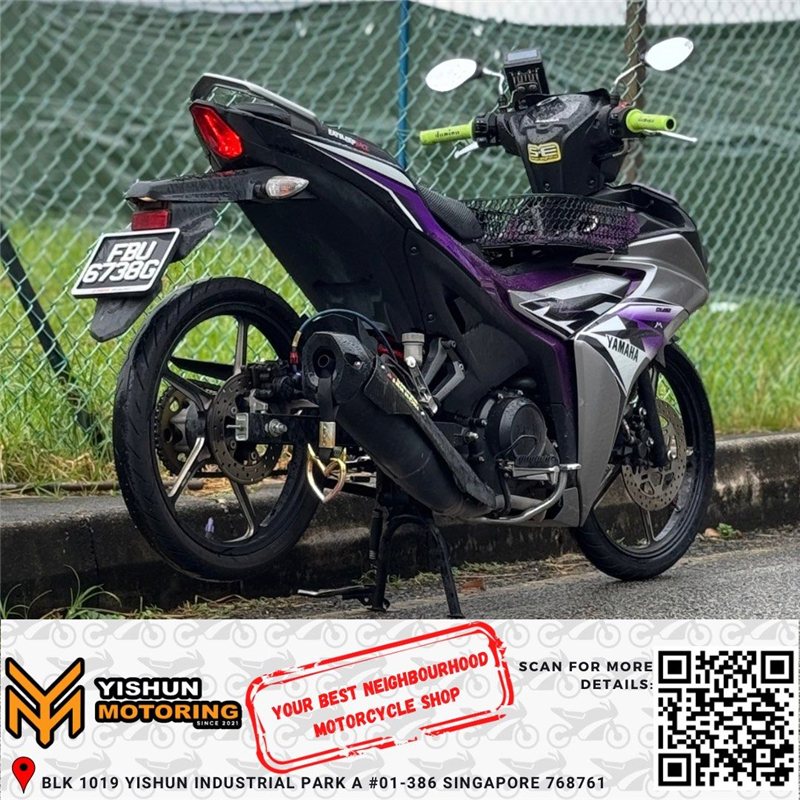 FBU
6738G
YAMAHA
YISHUN
MOTORING
SINCE 2021
YOUR BEST NEIGHBOURHOOD
MOTORCYCLE SHOP
SCAN FOR MORE
DETAILS:
BLK 1019 YISHUN INDUSTRIAL PARK A #01-386 SINGAPORE 768761